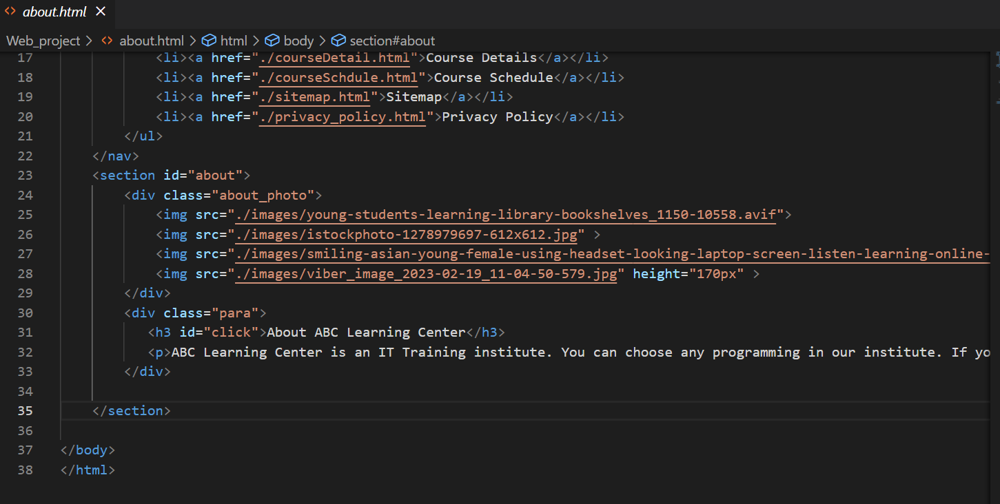 <> about.html ×
Web_project > <> about.html > html > body > section#about
17 <li><a href="./courseDetail.html">Course Details</a></li>
18 <li><a href="./courseSchdule.html">Course Schedule</a></li>
19 <li><a href="./sitemap.html">Sitemap</a></li>
20 <li><a href="./privacy_policy.html">Privacy Policy</a></li>
21 </ul>
22 </nav>
23 <section id="about">
24 <div class="about_photo">
25 <img src="./images/young-students-learning-library-bookshelves_1150-10558.avif">
26 <img src="./images/istockphoto-1278979697-612x612.jpg" >
27 <img src="./images/smiling-asian-young-female-using-headset-looking-laptop-screen-listen-learning-online-
28 <img src="./images/viber_image_2023-02-19_11-04-50-579.jpg" height="170px" >
29 </div>
30 <div class="para">
31 <h3 id="click">About ABC Learning Center</h3>
32 <p>ABC Learning Center is an IT Training institute. You can choose any programming in our institute. If yo
33 </div>
34
35 </section>
36
37 </body>
38 </html>